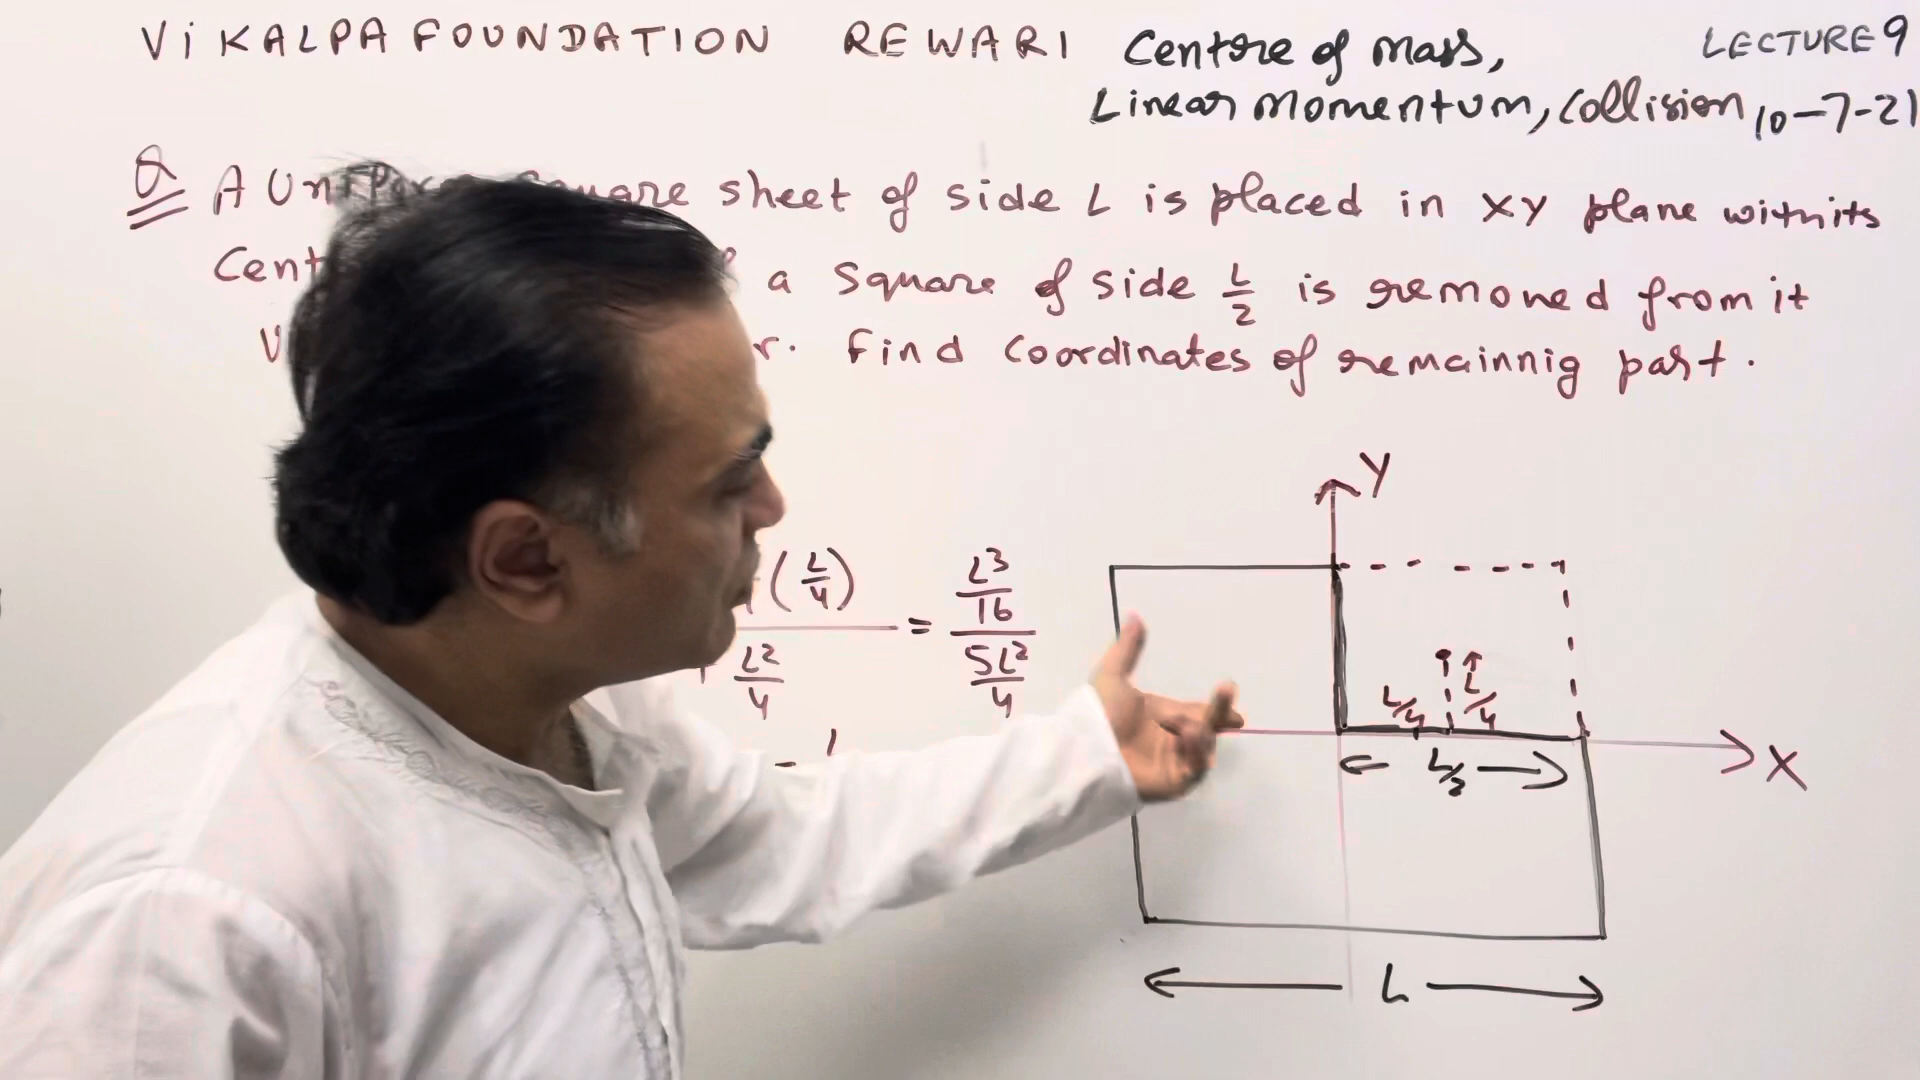 ViKALPA FOUNDATION REWARI Centre of Mass, LECTURE 9
Linear Momentum, Collision 10-7-21
Q A square sheet of side L is placed in XY plane with its
a square of side L/2 is removed from it
Find Coordinates of remainnig part.
Y
(L/4) = L³/16
L²/4 5L²/4
L/4 L/4
L/2
X
L